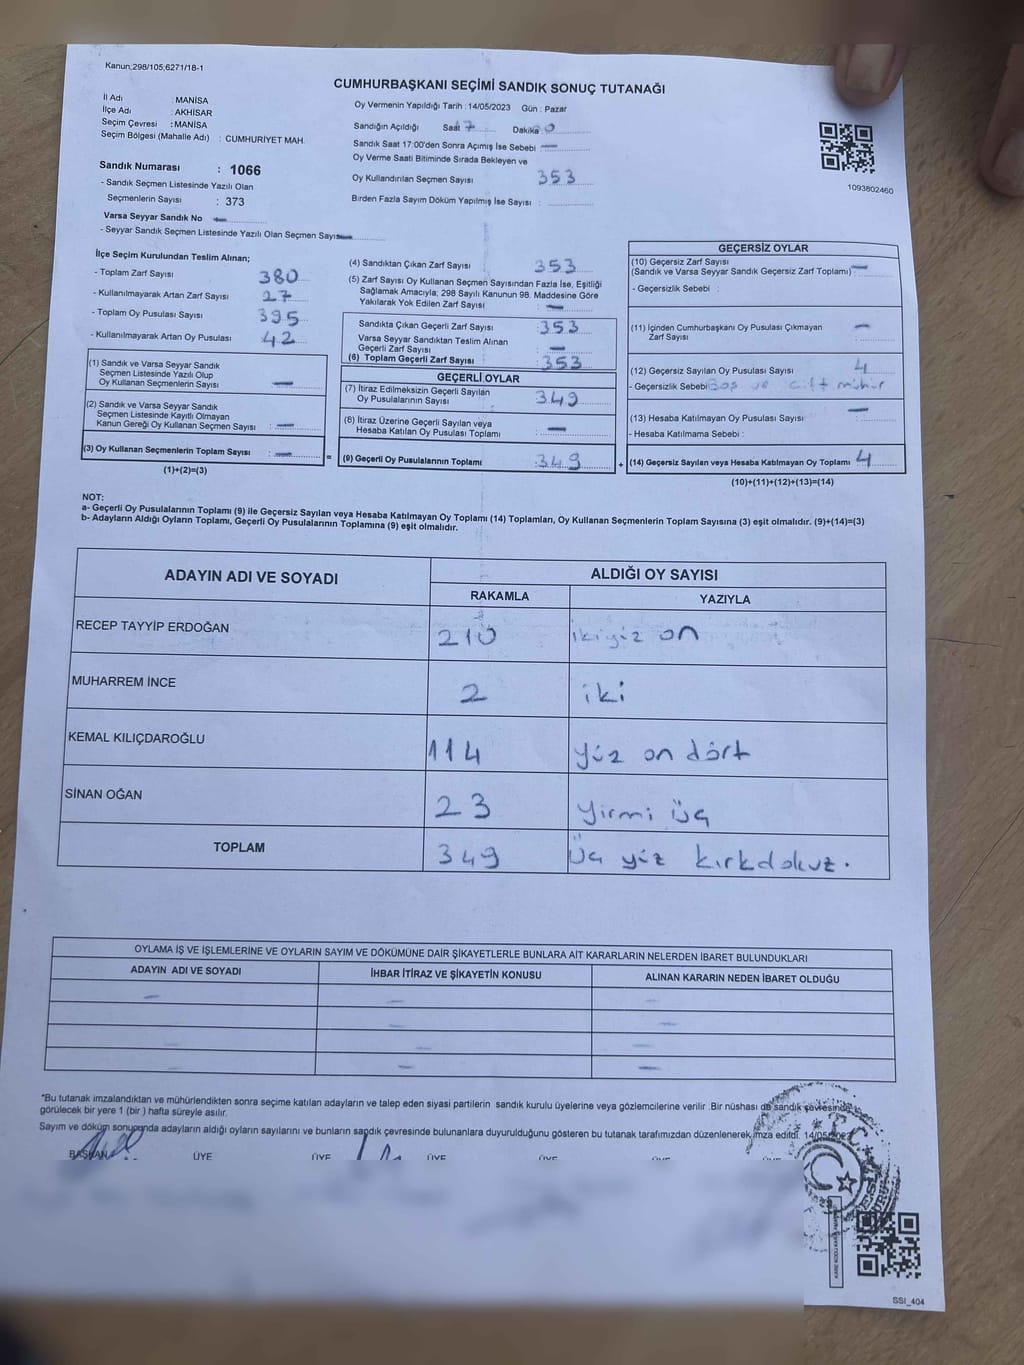 Kanun;298/105;6271/18-1
CUMHURBAŞKANI SEÇİMİ SANDIK SONUÇ TUTANAĞI
İl Adı : MANİSA
İlçe Adı : AKHİSAR
Seçim Çevresi : MANİSA
Seçim Bölgesi (Mahalle Adı) : CUMHURİYET MAH.
Sandık Numarası : 1066
- Sandık Seçmen Listesinde Yazılı Olan
Seçmenlerin Sayısı : 373
Varsa Seyyar Sandık No —
- Seyyar Sandık Seçmen Listesinde Yazılı Olan Seçmen Sayısı —
Oy Vermenin Yapıldığı Tarih : 14/05/2023 Gün : Pazar
Sandığın Açıldığı Saat 7 Dakika
Sandık Saat 17:00'den Sonra Açımış İse Sebebi —
Oy Verme Saati Bitiminde Sırada Bekleyen ve
Oy Kullandırılan Seçmen Sayısı 353
Birden Fazla Sayım Döküm Yapılmış İse Sayısı :
1093802460
İlçe Seçim Kurulundan Teslim Alınan;
- Toplam Zarf Sayısı 380
- Kullanılmayarak Artan Zarf Sayısı 27
- Toplam Oy Pusulası Sayısı 395
- Kullanılmayarak Artan Oy Pusulası 42
(1) Sandık ve Varsa Seyyar Sandık
Seçmen Listesinde Yazılı Olup
Oy Kullanan Seçmenlerin Sayısı : —
(2) Sandık ve Varsa Seyyar Sandık
Seçmen Listesinde Kayıtlı Olmayan
Kanun Gereği Oy Kullanan Seçmen Sayısı : —
(3) Oy Kullanan Seçmenlerin Toplam Sayısı : —
(1)+(2)=(3)
=
(4) Sandıktan Çıkan Zarf Sayısı 353
(5) Zarf Sayısı Oy Kullanan Seçmen Sayısından Fazla İse, Eşitliği
Sağlamak Amacıyla; 298 Sayılı Kanunun 98. Maddesine Göre
Yakılarak Yok Edilen Zarf Sayısı : —
Sandıkta Çıkan Geçerli Zarf Sayısı : 353
Varsa Seyyar Sandıktan Teslim Alınan
Geçerli Zarf Sayısı : —
(6) Toplam Geçerli Zarf Sayısı : 353
GEÇERLİ OYLAR
(7) İtiraz Edilmeksizin Geçerli Sayılan
Oy Pusulalarının Sayısı : 349
(8) İtiraz Üzerine Geçerli Sayılan veya
Hesaba Katılan Oy Pusulası Toplamı : —
(9) Geçerli Oy Pusulalarının Toplamı : 349
+
GEÇERSİZ OYLAR
(10) Geçersiz Zarf Sayısı
(Sandık ve Varsa Seyyar Sandık Geçersiz Zarf Toplamı) —
- Geçersizlik Sebebi :
(11) İçinden Cumhurbaşkanı Oy Pusulası Çıkmayan
Zarf Sayısı —
(12) Geçersiz Sayılan Oy Pusulası Sayısı 4
- Geçersizlik Sebebi Boş ve çift mühür
(13) Hesaba Katılmayan Oy Pusulası Sayısı —
- Hesaba Katılmama Sebebi :
(14) Geçersiz Sayılan veya Hesaba Katılmayan Oy Toplamı 4
(10)+(11)+(12)+(13)=(14)
NOT:
a- Geçerli Oy Pusulalarının Toplamı (9) ile Geçersiz Sayılan veya Hesaba Katılmayan Oy Toplamı (14) Toplamları, Oy Kullanan Seçmenlerin Toplam Sayısına (3) eşit olmalıdır. (9)+(14)=(3)
b- Adayların Aldığı Oyların Toplamı, Geçerli Oy Pusulalarının Toplamına (9) eşit olmalıdır.
ADAYIN ADI VE SOYADI
ALDIĞI OY SAYISI
RAKAMLA YAZIYLA
RECEP TAYYİP ERDOĞAN 210 ikiyüz on
MUHARREM İNCE 2 iki
KEMAL KILIÇDAROĞLU 114 yüz on dört
SİNAN OĞAN 23 yirmi üç
TOPLAM 349 üç yüz kırkdokuz.
OYLAMA İŞ VE İŞLEMLERİNE VE OYLARIN SAYIM VE DÖKÜMÜNE DAİR ŞİKAYETLERLE BUNLARA AİT KARARLARIN NELERDEN İBARET BULUNDUKLARI
ADAYIN ADI VE SOYADI İHBAR İTİRAZ VE ŞİKAYETİN KONUSU ALINAN KARARIN NEDEN İBARET OLDUĞU
— — —
— —
— — —
— — —
*Bu tutanak imzalandıktan ve mühürlendikten sonra seçime katılan adayların ve talep eden siyasi partilerin sandık kurulu üyelerine veya gözlemcilerine verilir .Bir nüshası da sandık çevresinde
görülecek bir yere 1 (bir ) hafta süreyle asılır.
Sayım ve döküm sonunda adayların aldığı oyların sayılarını ve bunların sandık çevresinde bulunanlara duyurulduğunu gösteren bu tutanak tarafımızdan düzenlenerek imza edildi.
BAŞKAN ÜYE ÜYE ÜYE
SSI_404